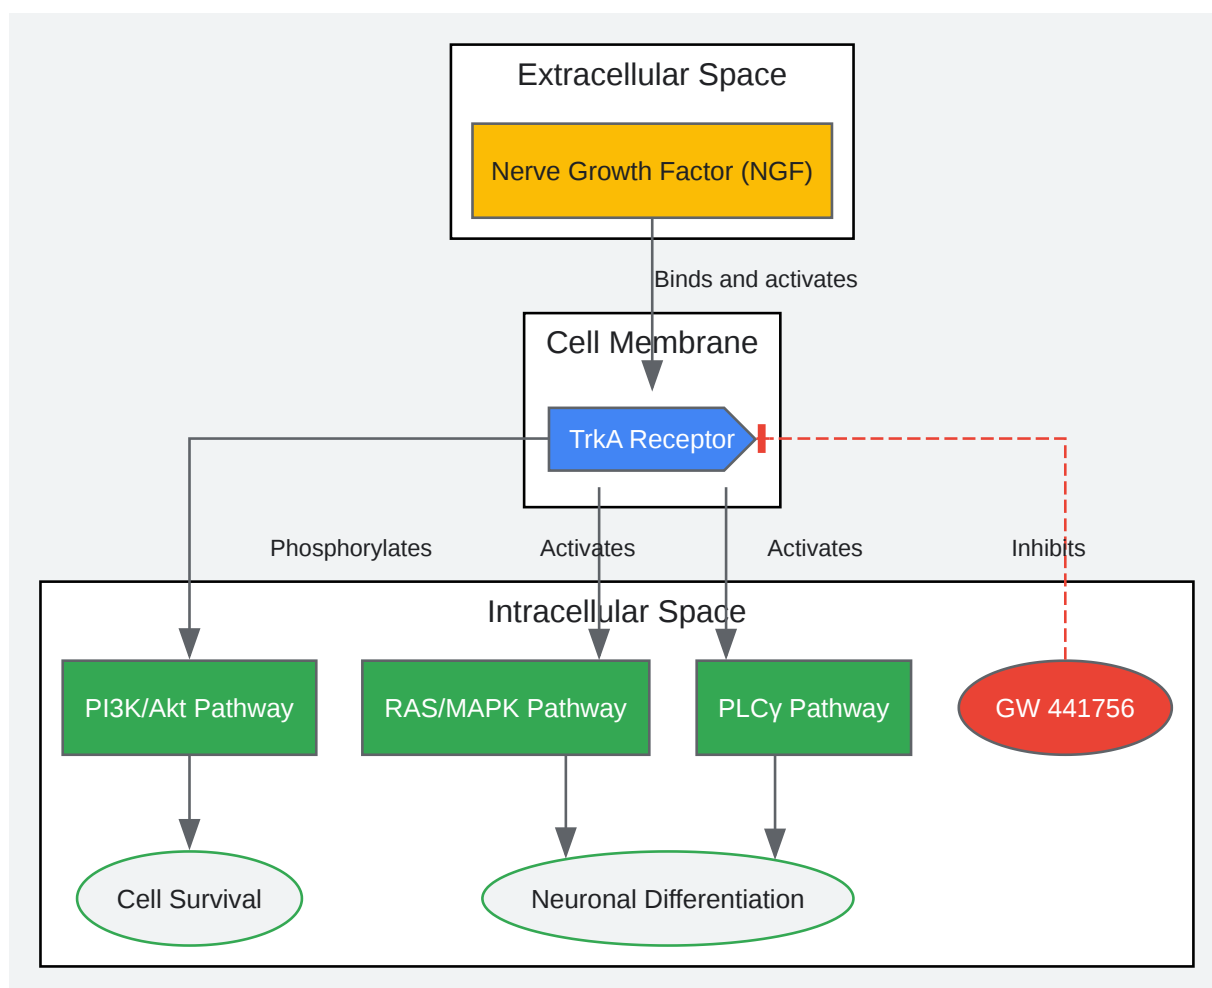 Extracellular Space
Nerve Growth Factor (NGF)
Binds and activates
Cell Membrane
TrkA Receptor
Phosphorylates
Activates
Activates
Inhibits
Intracellular Space
PI3K/Akt Pathway
RAS/MAPK Pathway
PLCγ Pathway
GW 441756
Cell Survival
Neuronal Differentiation